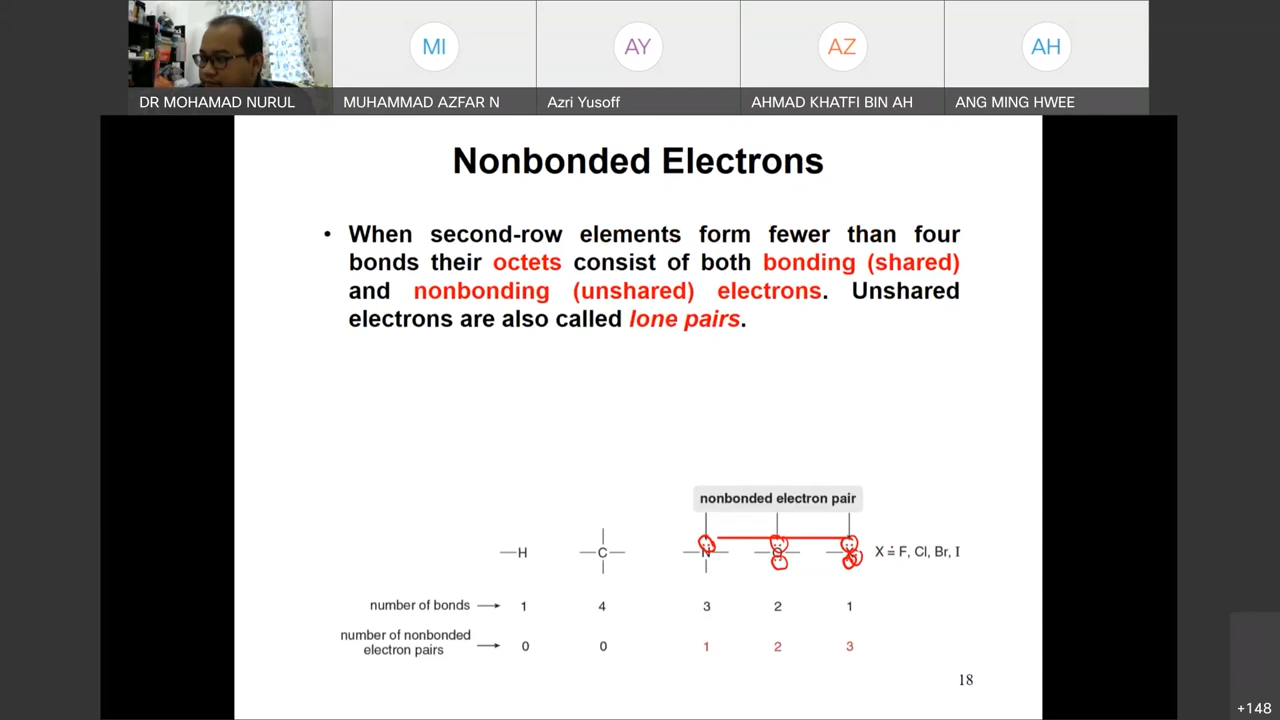 MI
AY
AZ
AH
DR MOHAMAD NURUL
MUHAMMAD AZFAR N
Azri Yusoff
AHMAD KHATFI BIN AH
ANG MING HWEE
Nonbonded Electrons
• When second-row elements form fewer than four
bonds their octets consist of both bonding (shared)
and nonbonding (unshared) electrons. Unshared
electrons are also called lone pairs.
nonbonded electron pair
H C N O X X = F, Cl, Br, I
number of bonds → 1 4 3 2 1
number of nonbonded
electron pairs → 0 0 1 2 3
18
+148